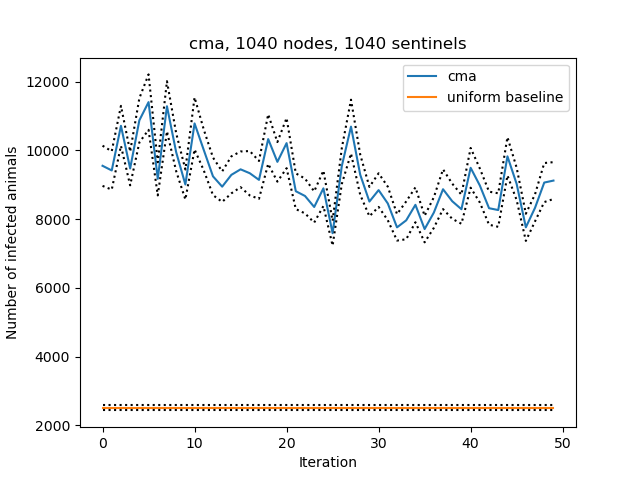 cma, 1040 nodes, 1040 sentinels
cma
uniform baseline
12000
10000
8000
6000
4000
2000
Number of infected animals
0 10 20 30 40 50
Iteration